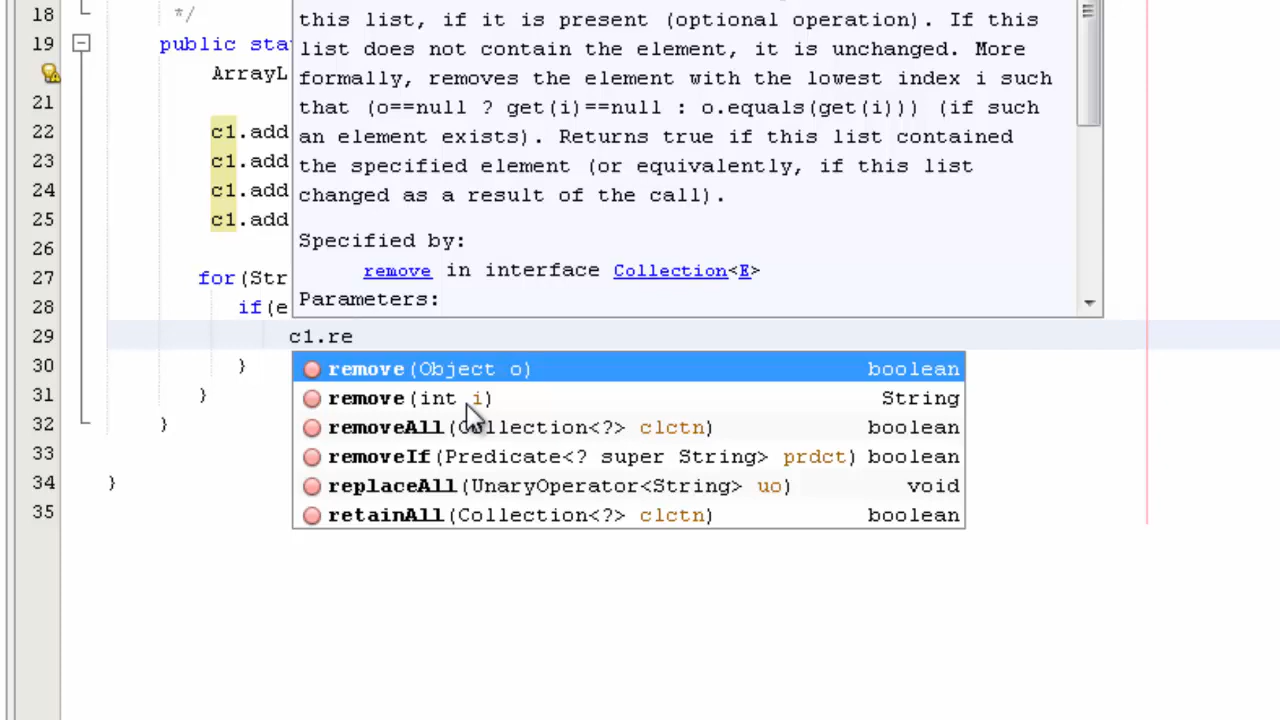 18 */
this list, if it is present (optional operation). If this
19 public sta
list does not contain the element, it is unchanged. More
ArrayL
formally, removes the element with the lowest index i such
21
that (o==null ? get(i)==null : o.equals(get(i))) (if such
22 c1.add
an element exists). Returns true if this list contained
23 c1.add
the specified element (or equivalently, if this list
24 c1.add
changed as a result of the call).
25 c1.add
Specified by:
26
remove in interface Collection<E>
27 for(Str
Parameters:
28 if(e
29 c1.re
30 }
remove(Object o) boolean
31 }
remove(int i) String
32 }
removeAll(Collection<?> clctn) boolean
33
removeIf(Predicate<? super String> prdct) boolean
34 }
replaceAll(UnaryOperator<String> uo) void
35
retainAll(Collection<?> clctn) boolean